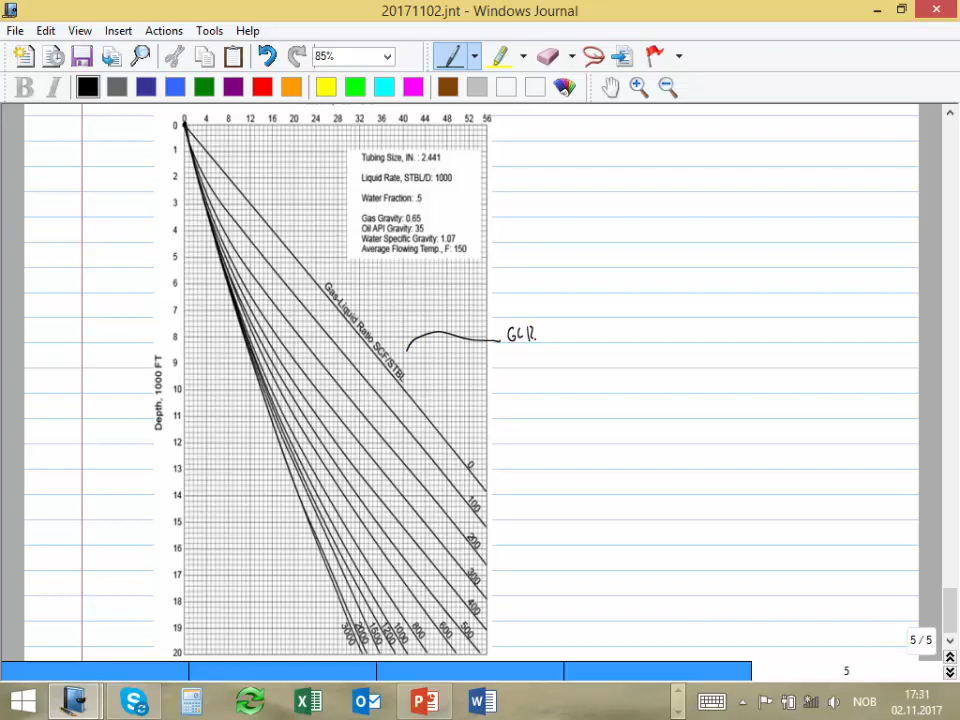 20171102.jnt - Windows Journal
File Edit View Insert Actions Tools Help
85%
B I
0 4 8 12 16 20 24 28 32 36 40 44 48 52 56
0
1
2
3
4
5
6
7
8
9
10
11
12
13
14
15
16
17
18
19
20
Depth, 1000 FT
Tubing Size, IN. : 2.441
Liquid Rate, STBL/D: 1000
Water Fraction: .5
Gas Gravity: 0.65
Oil API Gravity: 35
Water Specific Gravity: 1.07
Average Flowing Temp., F: 150
Gas-Liquid Ratio SCF/STBL
GLR
0
100
200
300
400
3000 2000 1500 1200 1000 800 600 500
5 / 5
5
NOB
17:31
02.11.2017